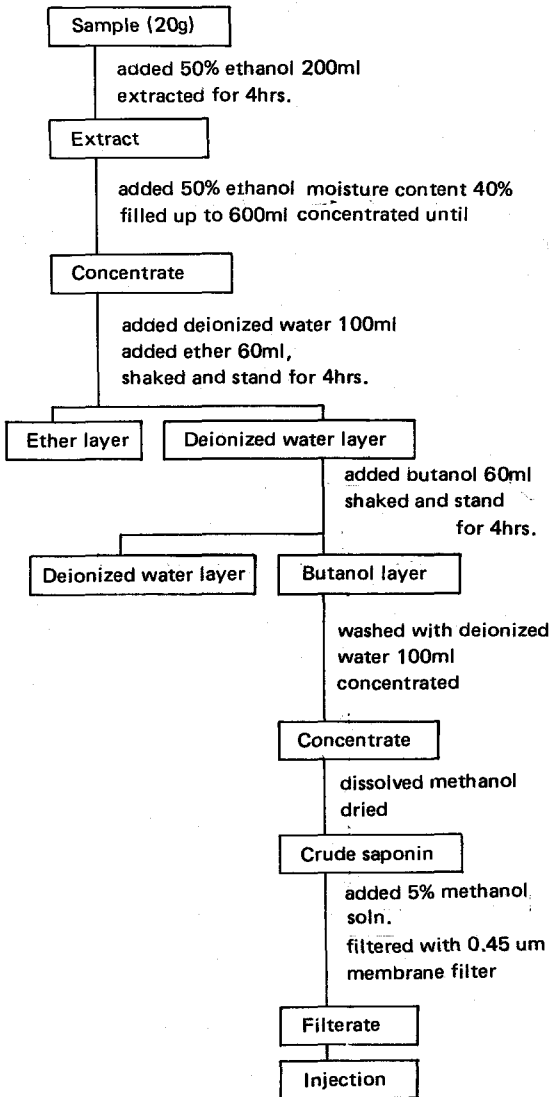 Sample (20g)
added 50% ethanol 200ml
extracted for 4hrs.
Extract
added 50% ethanol moisture content 40%
filled up to 600ml concentrated until
Concentrate
added deionized water 100ml
added ether 60ml,
shaked and stand for 4hrs.
Ether layer
Deionized water layer
added butanol 60ml
shaked and stand
for 4hrs.
Deionized water layer
Butanol layer
washed with deionized
water 100ml
concentrated
Concentrate
dissolved methanol
dried
Crude saponin
added 5% methanol
soln.
filtered with 0.45 um
membrane filter
Filterate
Injection